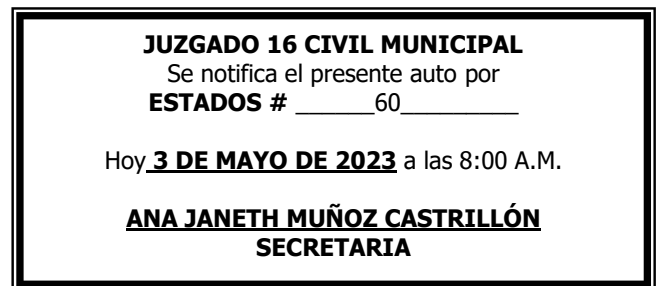 JUZGADO 16 CIVIL MUNICIPAL
Se notifica el presente auto por
ESTADOS # ______60_________
Hoy 3 DE MAYO DE 2023 a las 8:00 A.M.
ANA JANETH MUÑOZ CASTRILLÓN
SECRETARIA